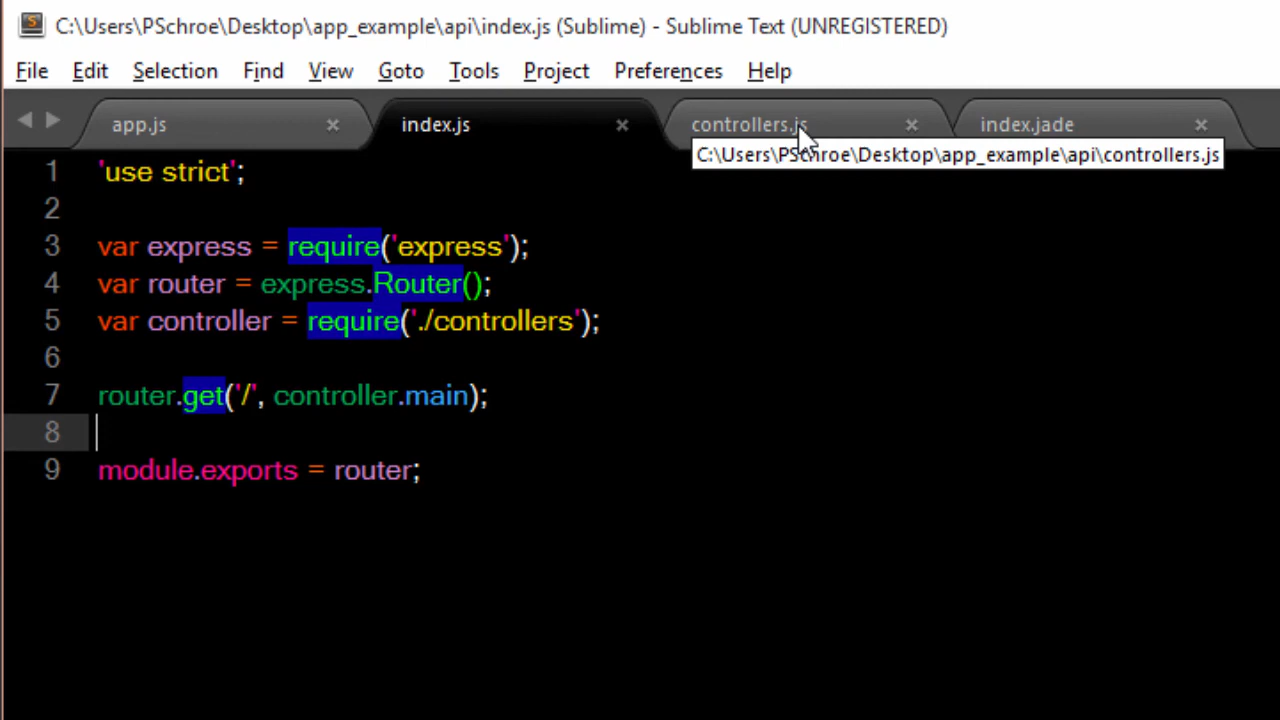 C:\Users\PSchroe\Desktop\app_example\api\index.js (Sublime) - Sublime Text (UNREGISTERED)
File Edit Selection Find View Goto Tools Project Preferences Help
app.js × index.js × controllers.js × index.jade ×
C:\Users\PSchroe\Desktop\app_example\api\controllers.js
1 'use strict';
2
3 var express = require('express');
4 var router = express.Router();
5 var controller = require('./controllers');
6
7 router.get('/', controller.main);
8
9 module.exports = router;